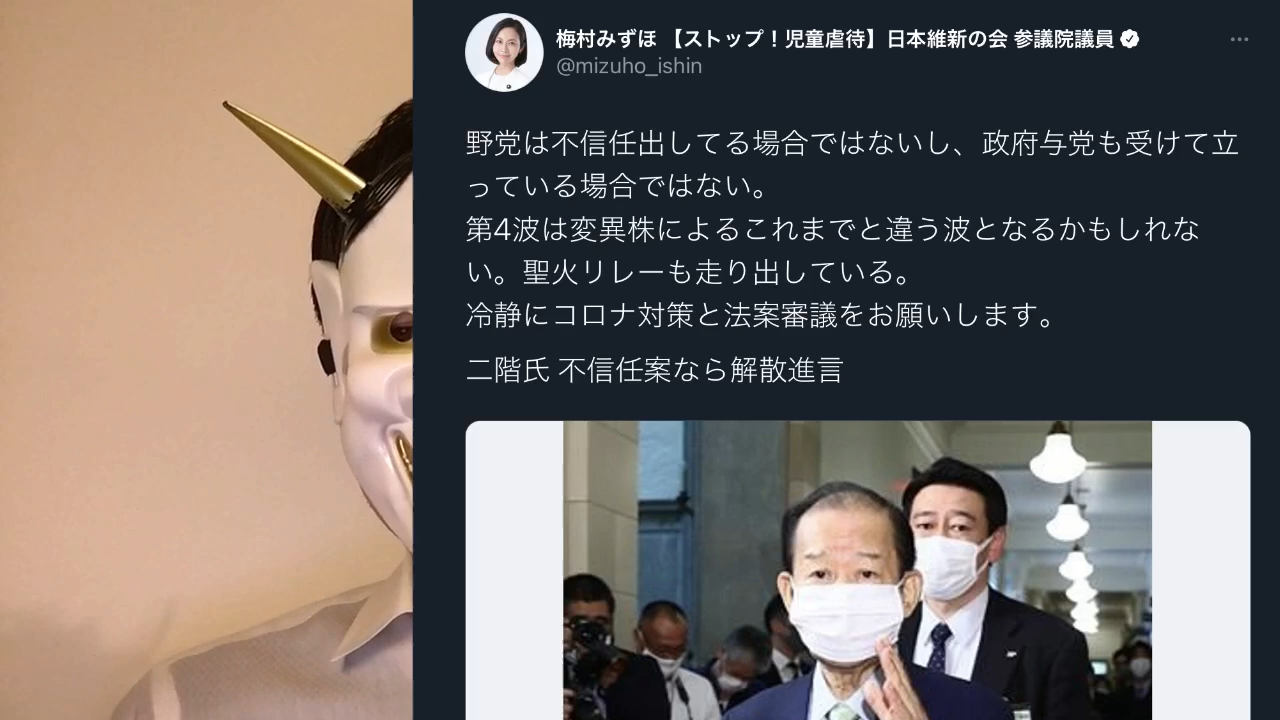 梅村みずほ 【ストップ！児童虐待】日本維新の会 参議院議員
@mizuho_ishin
野党は不信任出してる場合ではないし、政府与党も受けて立
っている場合ではない。
第4波は変異株によるこれまでと違う波となるかもしれな
い。聖火リレーも走り出している。
冷静にコロナ対策と法案審議をお願いします。
二階氏 不信任案なら解散進言